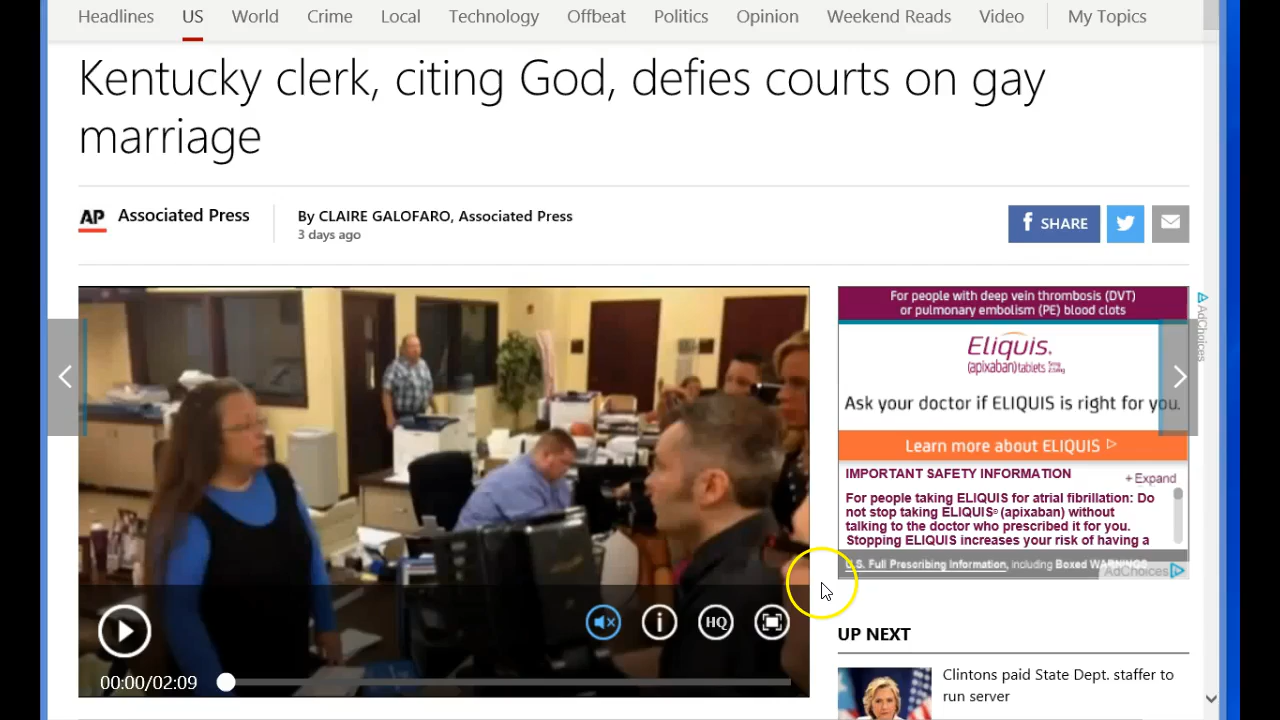 Headlines US World Crime Local Technology Offbeat Politics Opinion Weekend Reads Video My Topics
Kentucky clerk, citing God, defies courts on gay
marriage
AP Associated Press
By CLAIRE GALOFARO, Associated Press
3 days ago
f SHARE
For people with deep vein thrombosis (DVT)
or pulmonary embolism (PE) blood clots
Eliquis.
(apixaban) tablets
Ask your doctor if ELIQUIS is right for you.
Learn more about ELIQUIS
IMPORTANT SAFETY INFORMATION
+ Expand
For people taking ELIQUIS for atrial fibrillation: Do
not stop taking ELIQUIS® (apixaban) without
talking to the doctor who prescribed it for you.
Stopping ELIQUIS increases your risk of having a
U.S. Full Prescribing Information, including Boxed WARNINGS
AdChoices
AdChoices
HQ
00:00/02:09
UP NEXT
Clintons paid State Dept. staffer to
run server